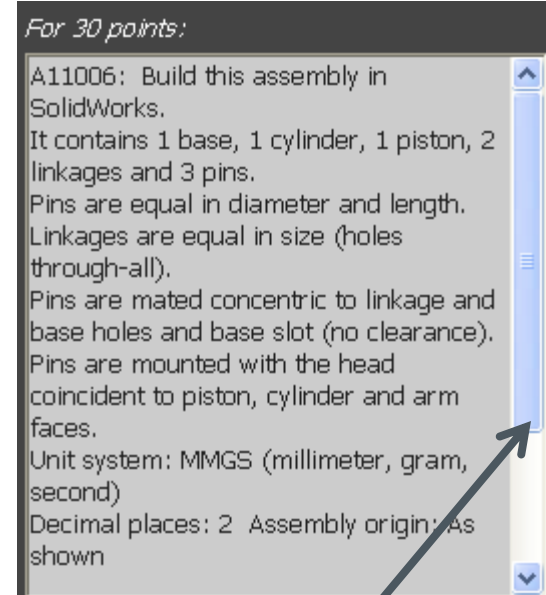 For 30 points:
A11006:  Build this assembly in
SolidWorks.
It contains 1 base, 1 cylinder, 1 piston, 2
linkages and 3 pins.
Pins are equal in diameter and length.
Linkages are equal in size (holes
through-all).
Pins are mated concentric to linkage and
base holes and base slot (no clearance).
Pins are mounted with the head
coincident to piston, cylinder and arm
faces.
Unit system: MMGS (millimeter, gram,
second)
Decimal places: 2  Assembly origin: As
shown